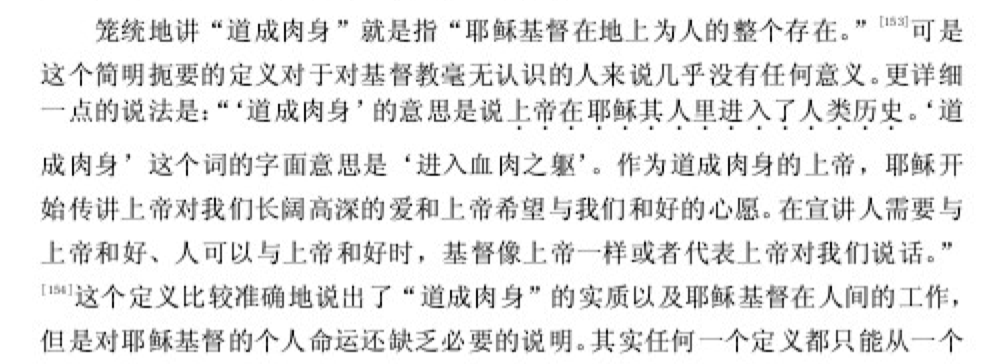 笼统地讲“道成肉身”就是指“耶稣基督在地上为人的整个存在。”[153]可是
这个简明扼要的定义对于对基督教毫无认识的人来说几乎没有任何意义。更详细
一点的说法是：“‘道成肉身’的意思是说上帝在耶稣其人里进入了人类历史。‘道
成肉身’这个词的字面意思是‘进入血肉之躯’。作为道成肉身的上帝，耶稣开
始传讲上帝对我们长阔高深的爱和上帝希望与我们和好的心愿。在宣讲人需要与
上帝和好、人可以与上帝和好时，基督像上帝一样或者代表上帝对我们说话。”
[154]这个定义比较准确地说出了“道成肉身”的实质以及耶稣基督在人间的工作，
但是对耶稣基督的个人命运还缺乏必要的说明。其实任何一个定义都只能从一个